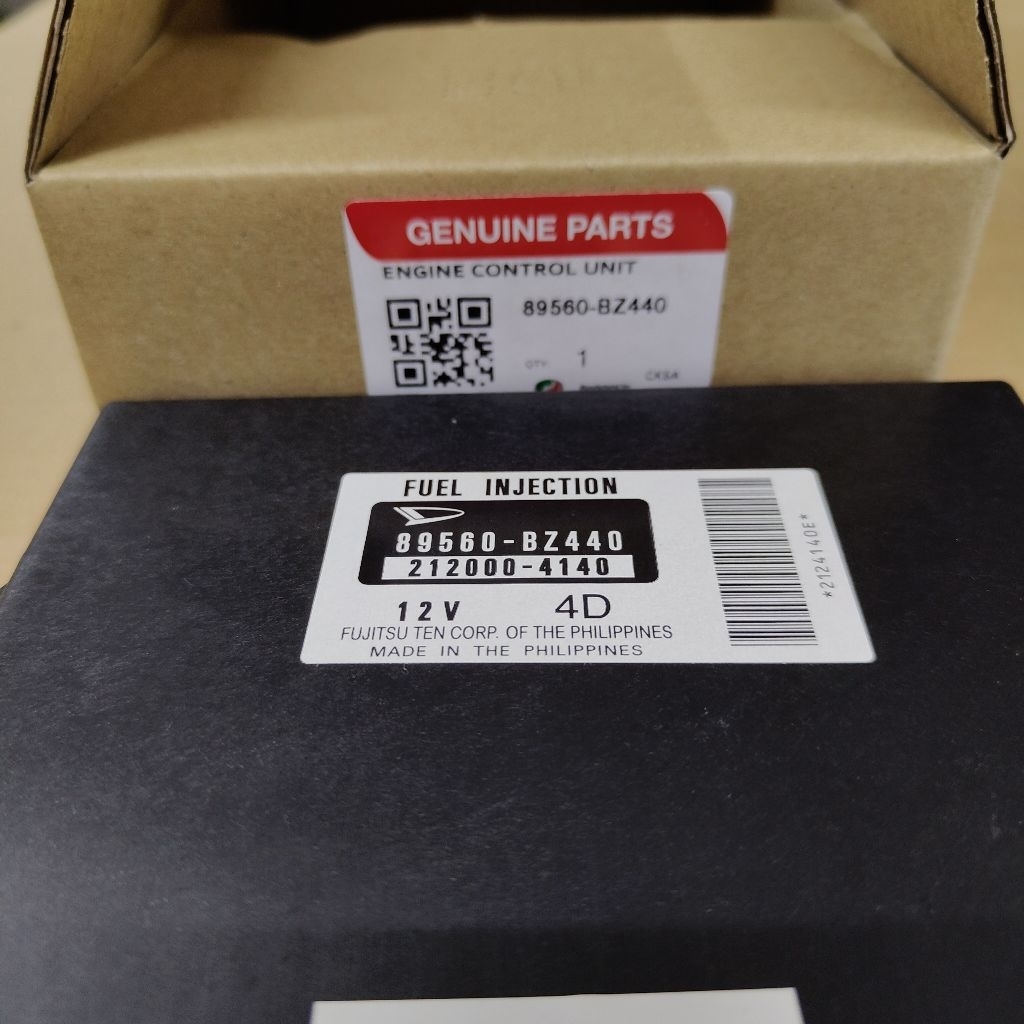 GENUINE PARTS
ENGINE CONTROL UNIT
89560-BZ440
QTY: 1
FUEL INJECTION
89560-BZ440
212000-4140
12V 4D
FUJITSU TEN CORP. OF THE PHILIPPINES
MADE IN THE PHILIPPINES
*2124140E*